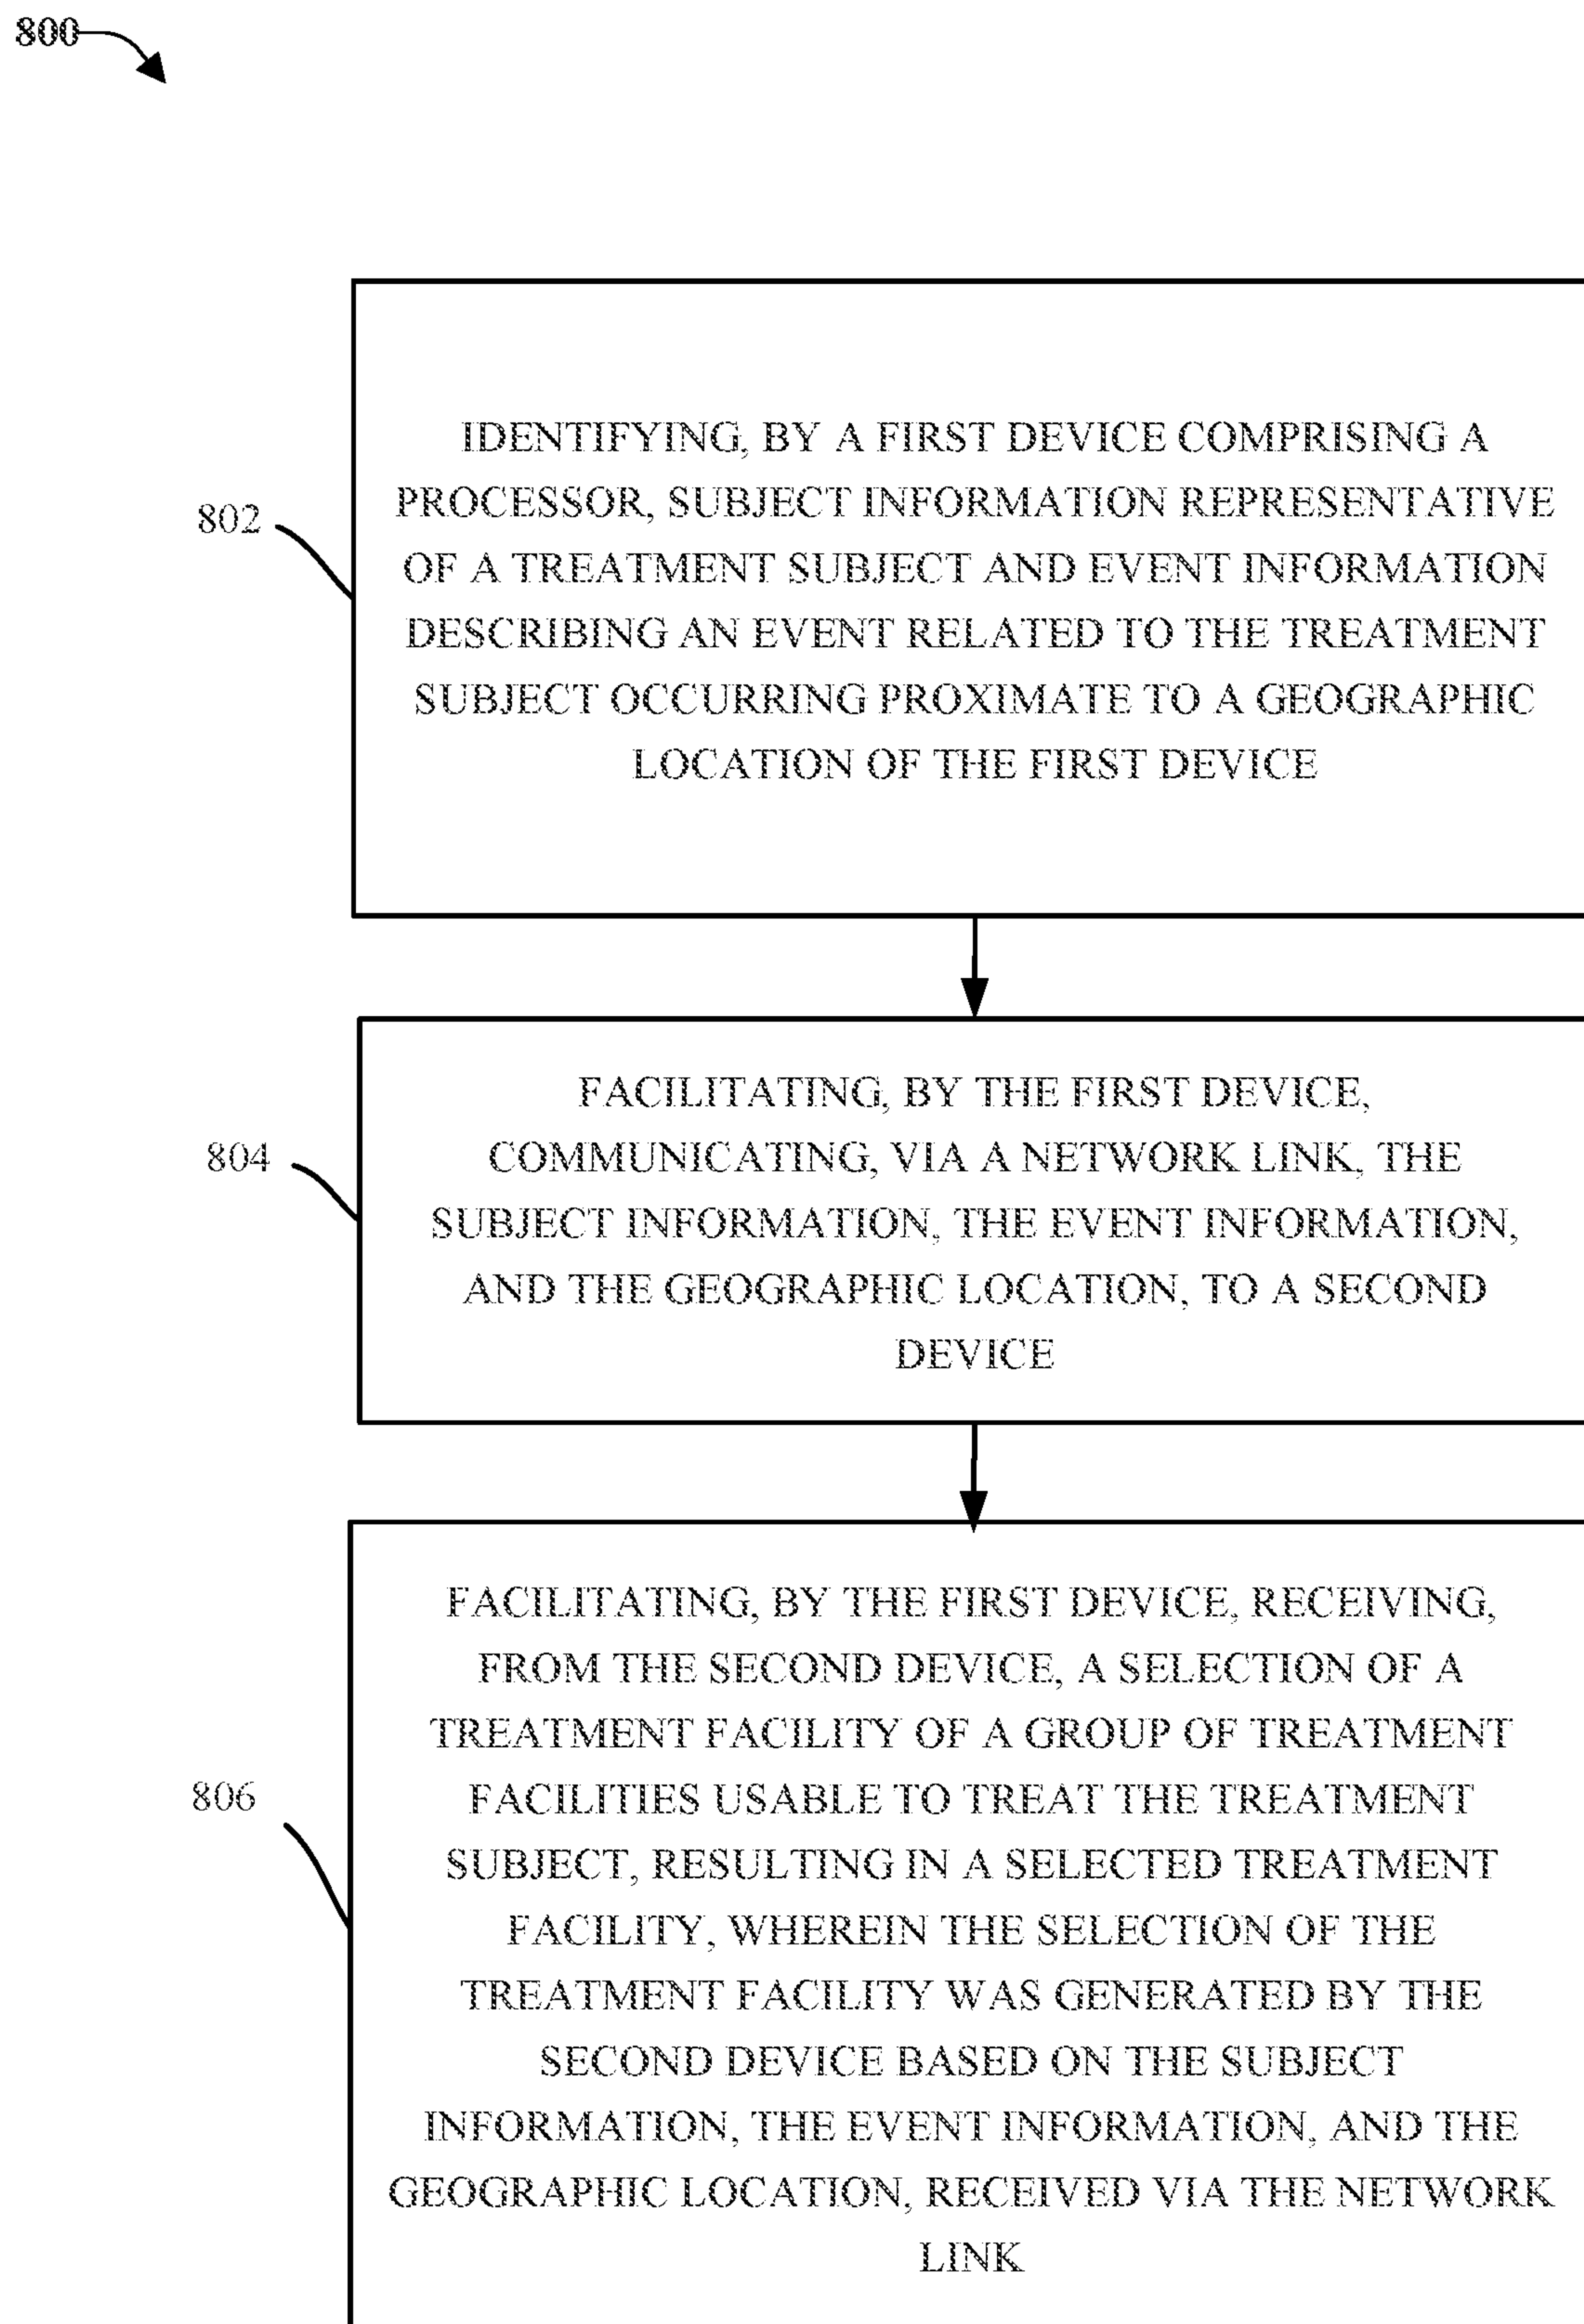 800
IDENTIFYING, BY A FIRST DEVICE COMPRISING A
PROCESSOR, SUBJECT INFORMATION REPRESENTATIVE
802
OF A TREATMENT SUBJECT AND EVENT INFORMATION
DESCRIBING AN EVENT RELATED TO THE TREATMENT
SUBJECT OCCURRING PROXIMATE TO A GEOGRAPHIC
LOCATION OF THE FIRST DEVICE
FACILITATING, BY THE FIRST DEVICE,
804
COMMUNICATING, VIA A NETWORK LINK, THE
SUBJECT INFORMATION, THE EVENT INFORMATION,
AND THE GEOGRAPHIC LOCATION, TO A SECOND
DEVICE
FACILITATING, BY THE FIRST DEVICE, RECEIVING,
FROM THE SECOND DEVICE, A SELECTION OF A
TREATMENT FACILITY OF A GROUP OF TREATMENT
806
FACILITIES USABLE TO TREAT THE TREATMENT
SUBJECT, RESULTING IN A SELECTED TREATMENT
FACILITY, WHEREIN THE SELECTION OF THE
TREATMENT FACILITY WAS GENERATED BY THE
SECOND DEVICE BASED ON THE SUBJECT
INFORMATION, THE EVENT INFORMATION, AND THE
GEOGRAPHIC LOCATION, RECEIVED VIA THE NETWORK
LINK